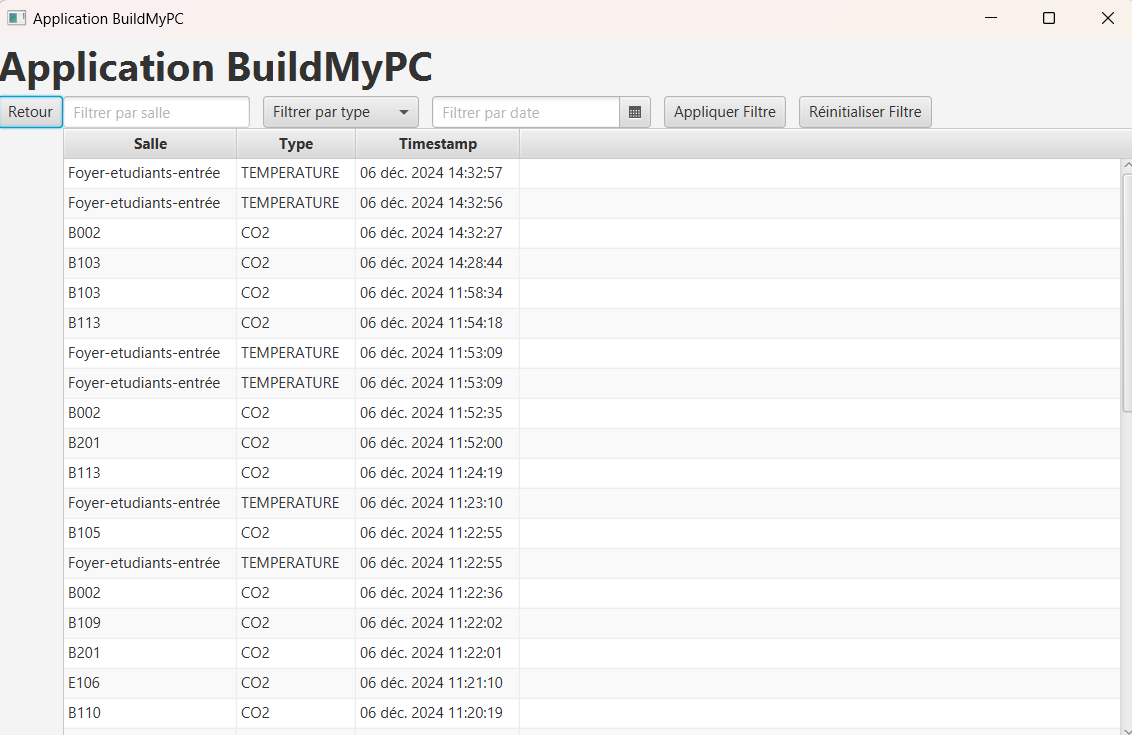 Application BuildMyPC
Application BuildMyPC
Retour Filtrer par salle Filtrer par type Filtrer par date Appliquer Filtre Réinitialiser Filtre
Salle Type Timestamp
Foyer-etudiants-entrée TEMPERATURE 06 déc. 2024 14:32:57
Foyer-etudiants-entrée TEMPERATURE 06 déc. 2024 14:32:56
B002 CO2 06 déc. 2024 14:32:27
B103 CO2 06 déc. 2024 14:28:44
B103 CO2 06 déc. 2024 11:58:34
B113 CO2 06 déc. 2024 11:54:18
Foyer-etudiants-entrée TEMPERATURE 06 déc. 2024 11:53:09
Foyer-etudiants-entrée TEMPERATURE 06 déc. 2024 11:53:09
B002 CO2 06 déc. 2024 11:52:35
B201 CO2 06 déc. 2024 11:52:00
B113 CO2 06 déc. 2024 11:24:19
Foyer-etudiants-entrée TEMPERATURE 06 déc. 2024 11:23:10
B105 CO2 06 déc. 2024 11:22:55
Foyer-etudiants-entrée TEMPERATURE 06 déc. 2024 11:22:55
B002 CO2 06 déc. 2024 11:22:36
B109 CO2 06 déc. 2024 11:22:02
B201 CO2 06 déc. 2024 11:22:01
E106 CO2 06 déc. 2024 11:21:10
B110 CO2 06 déc. 2024 11:20:19